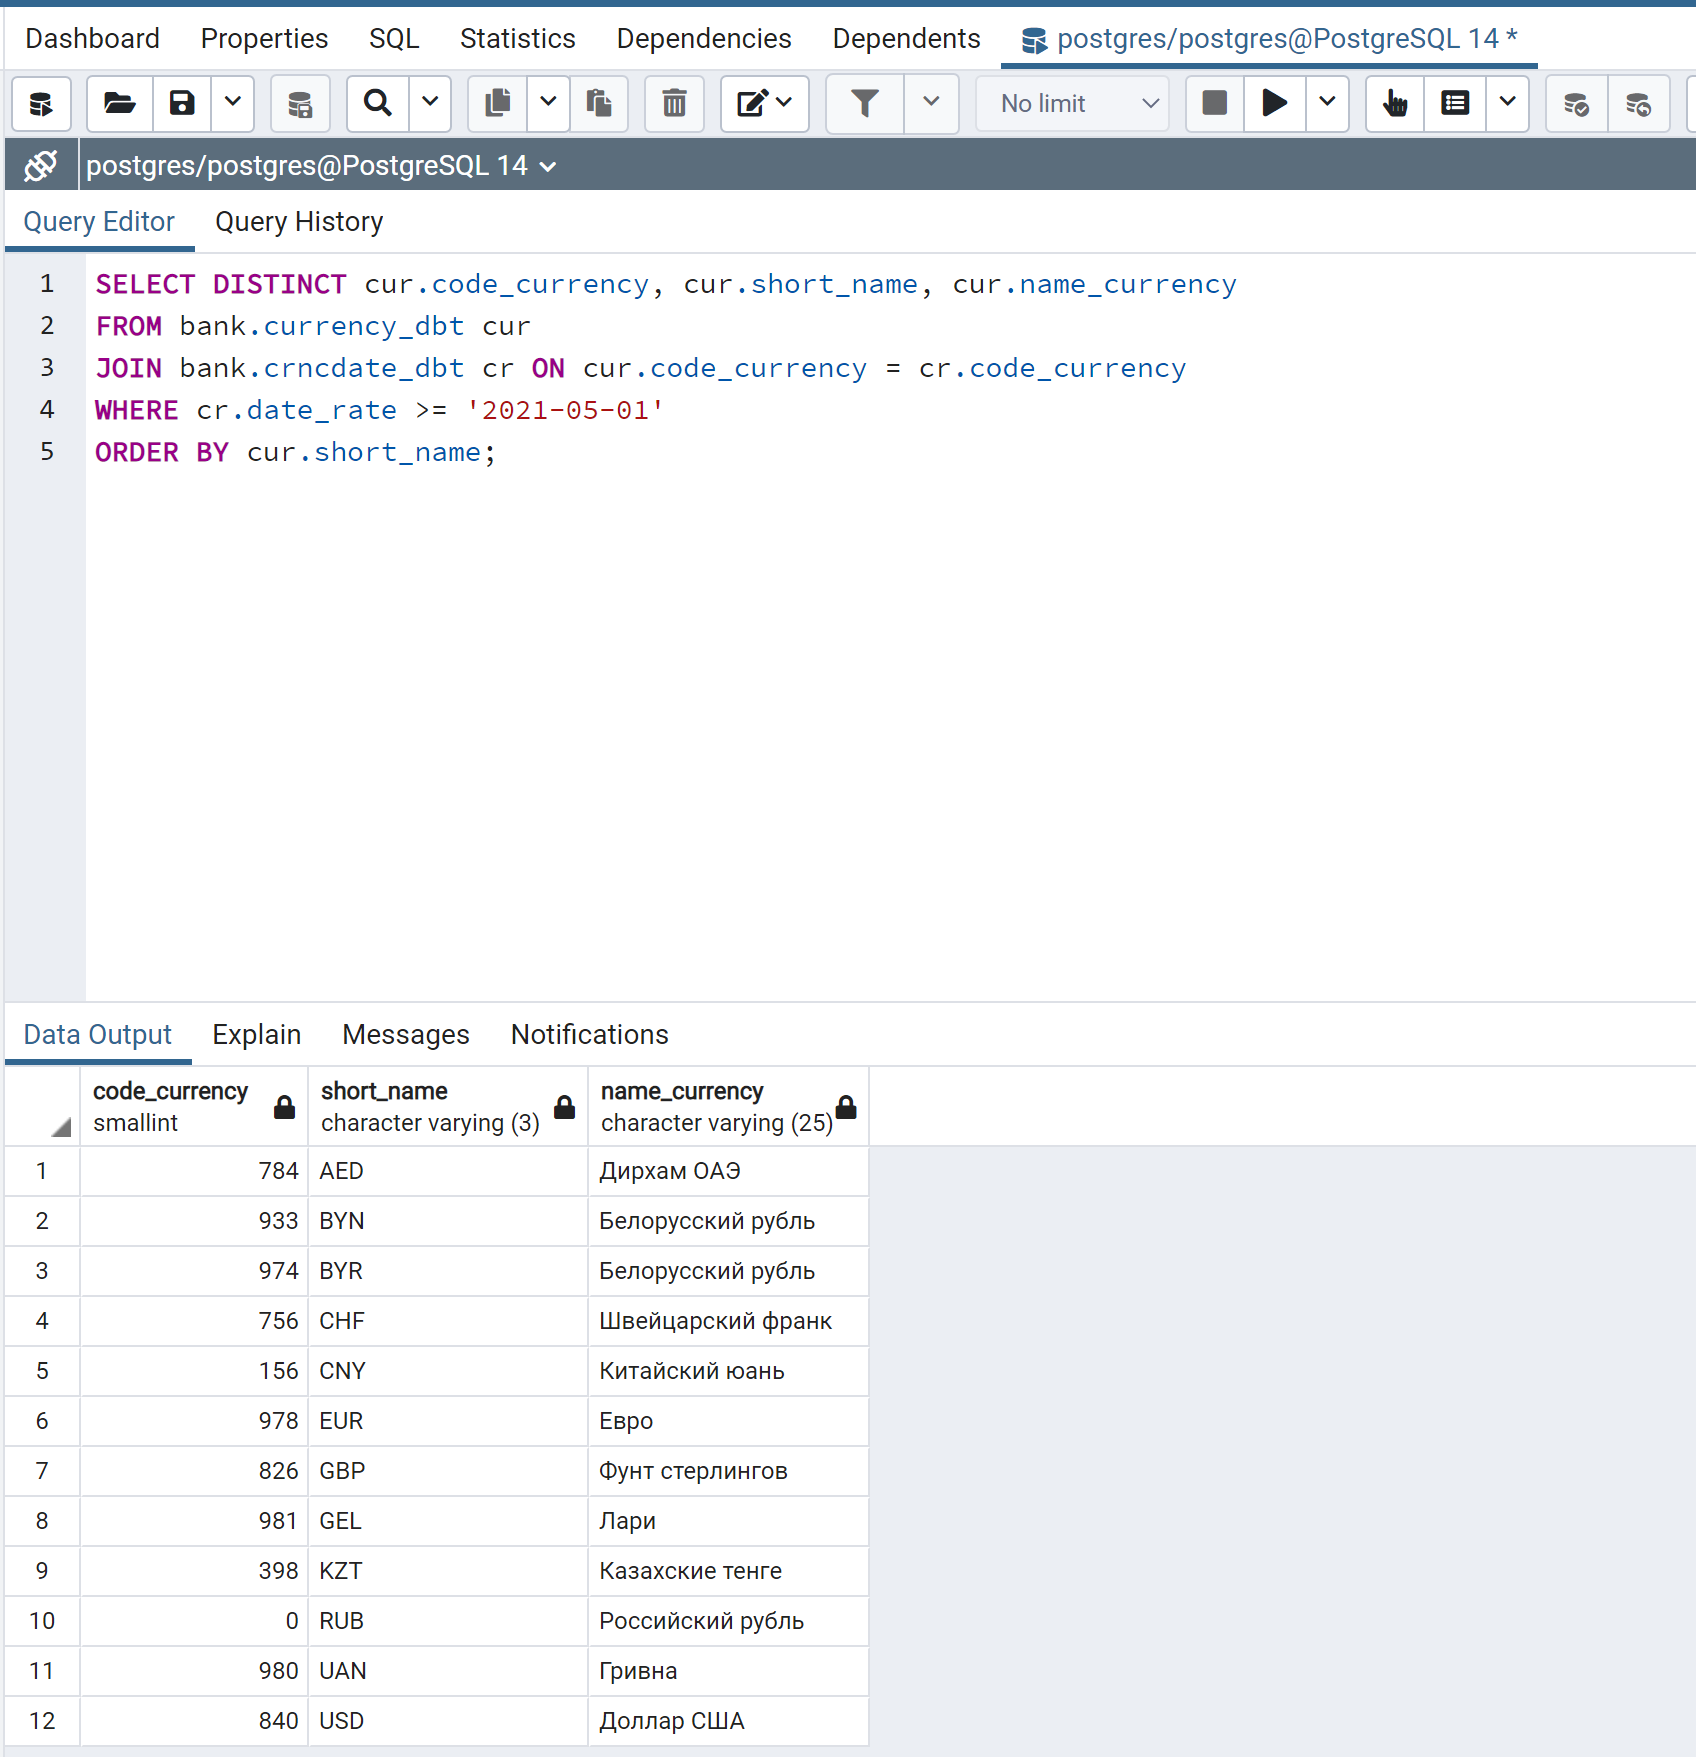 Dashboard Properties SQL Statistics Dependencies Dependents postgres/postgres@PostgreSQL 14 *
No limit
postgres/postgres@PostgreSQL 14
Query Editor Query History
1 SELECT DISTINCT cur.code_currency, cur.short_name, cur.name_currency
2 FROM bank.currency_dbt cur
3 JOIN bank.crncdate_dbt cr ON cur.code_currency = cr.code_currency
4 WHERE cr.date_rate >= '2021-05-01'
5 ORDER BY cur.short_name;
Data Output Explain Messages Notifications
code_currency short_name name_currency
smallint character varying (3) character varying (25)
1 784 AED Дирхам ОАЭ
2 933 BYN Белорусский рубль
3 974 BYR Белорусский рубль
4 756 CHF Швейцарский франк
5 156 CNY Китайский юань
6 978 EUR Евро
7 826 GBP Фунт стерлингов
8 981 GEL Лари
9 398 KZT Казахские тенге
10 0 RUB Российский рубль
11 980 UAN Гривна
12 840 USD Доллар США